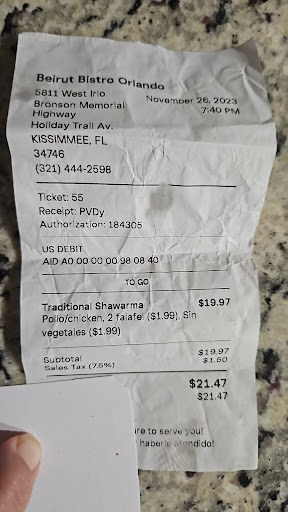 Beirut Bistro Orlando
5811 West Irlo
Bronson Memorial
Highway
Holiday Trail Av.
KISSIMMEE, FL
34746
(321) 444-2598
November 26, 2023
7:40 PM
Ticket: 55
Receipt: PVDy
Authorization: 184305
US DEBIT
AID A0 00 00 00 98 08 40
TO GO
Traditional Shawarma $19.97
Pollo/chicken, 2 falafel ($1.99), Sin
vegetales ($1.99)
Subtotal $19.97
Sales Tax (7.5%) $1.50
$21.47
$21.47
to serve you!
haberle atendido!